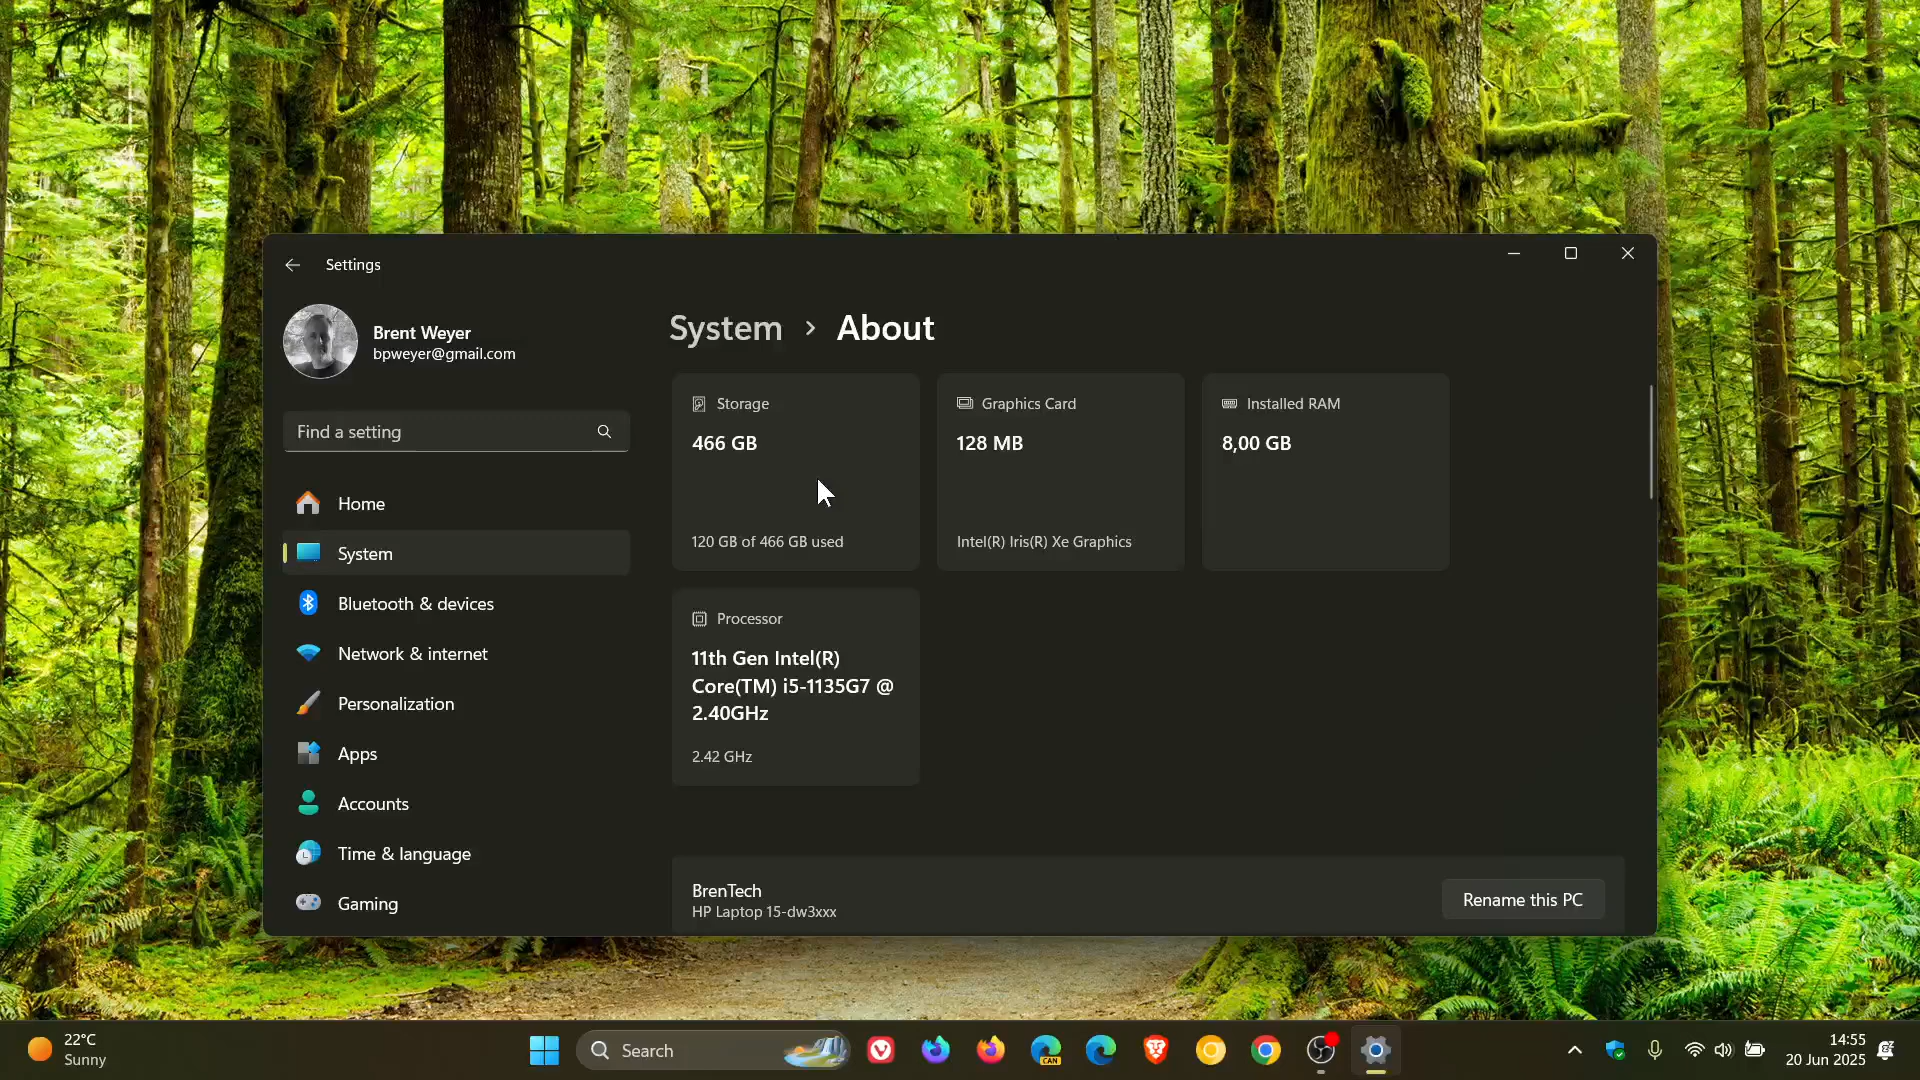 Settings
Brent Weyer
bpweyer@gmail.com
Find a setting
Home
System
Bluetooth & devices
Network & internet
Personalization
Apps
Accounts
Time & language
Gaming
System > About
Storage
466 GB
120 GB of 466 GB used
Graphics Card
128 MB
Intel(R) Iris(R) Xe Graphics
Installed RAM
8,00 GB
Processor
11th Gen Intel(R)
Core(TM) i5-1135G7 @
2.40GHz
2.42 GHz
BrenTech
HP Laptop 15-dw3xxx
Rename this PC
22°C
Sunny
Search
CAN
14:55
20 Jun 2025